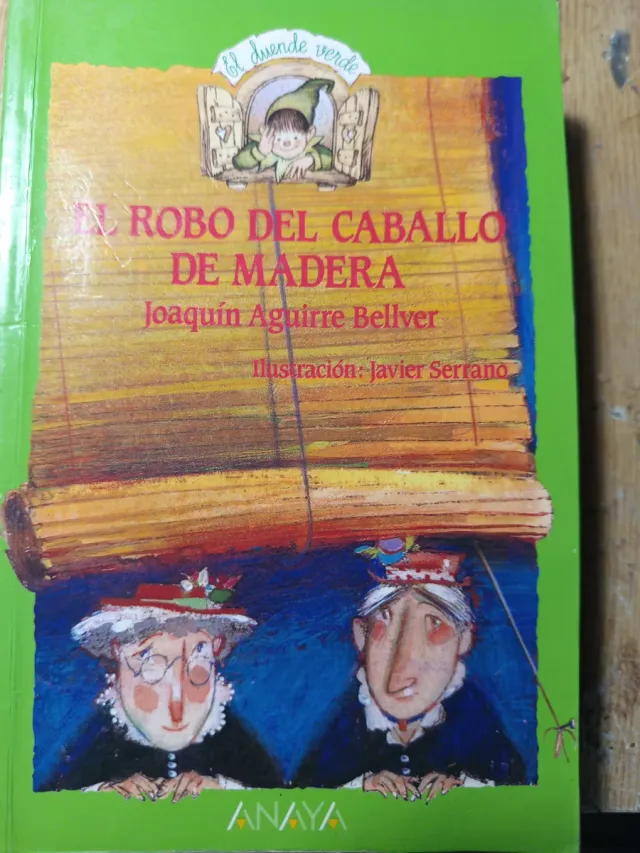 El duende verde
EL ROBO DEL CABALLO
DE MADERA
Joaquín Aguirre Bellver
Ilustración: Javier Serrano
ANAYA